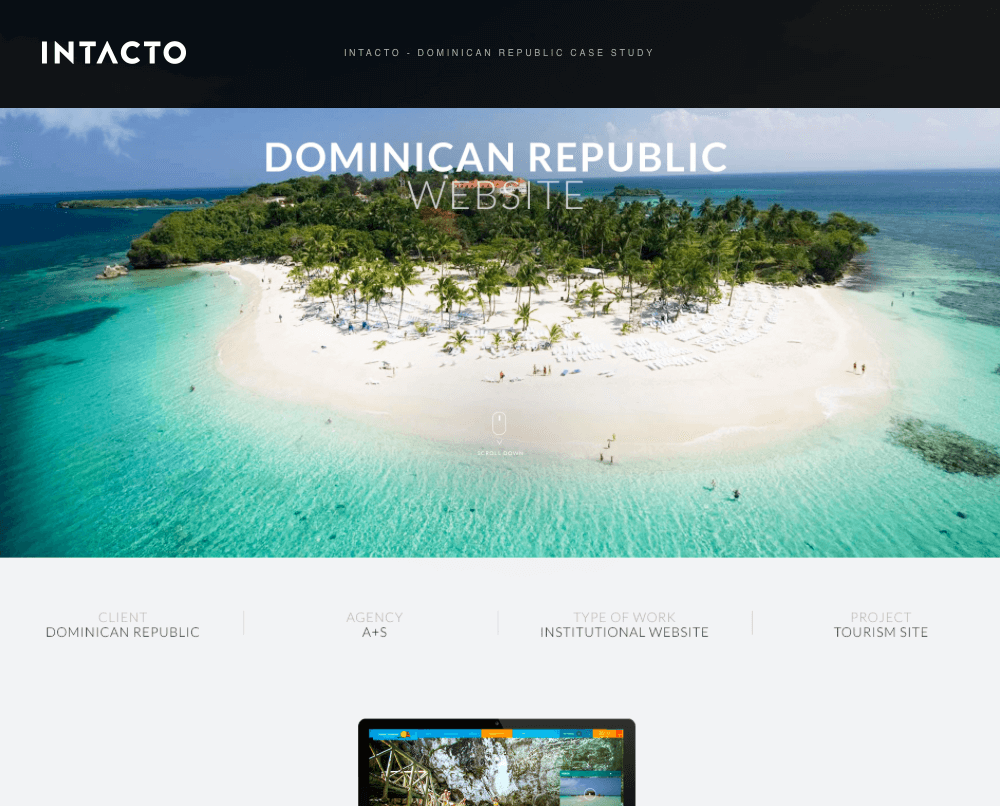 INTACTO
INTACTO - DOMINICAN REPUBLIC CASE STUDY
DOMINICAN REPUBLIC
WEBSITE
SCROLL DOWN
CLIENT
DOMINICAN REPUBLIC
AGENCY
A+S
TYPE OF WORK
INSTITUTIONAL WEBSITE
PROJECT
TOURISM SITE